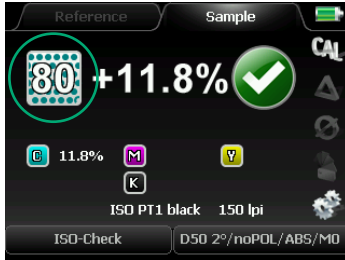 Reference Sample
80 +11.8% CAL
C 11.8% M Y
K
ISO PT1 black 150 lpi
ISO-Check D50 2°/noPOL/ABS/M0